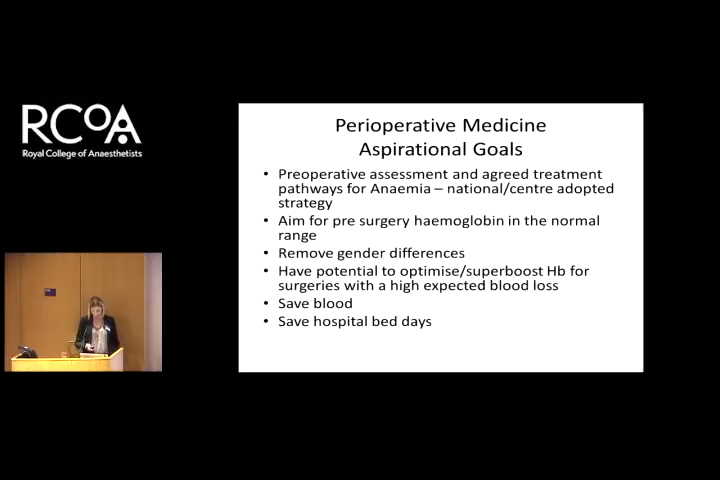 RCOA
Royal College of Anaesthetists
Perioperative Medicine
Aspirational Goals
• Preoperative assessment and agreed treatment
pathways for Anaemia – national/centre adopted
strategy
• Aim for pre surgery haemoglobin in the normal
range
• Remove gender differences
• Have potential to optimise/superboost Hb for
surgeries with a high expected blood loss
• Save blood
• Save hospital bed days